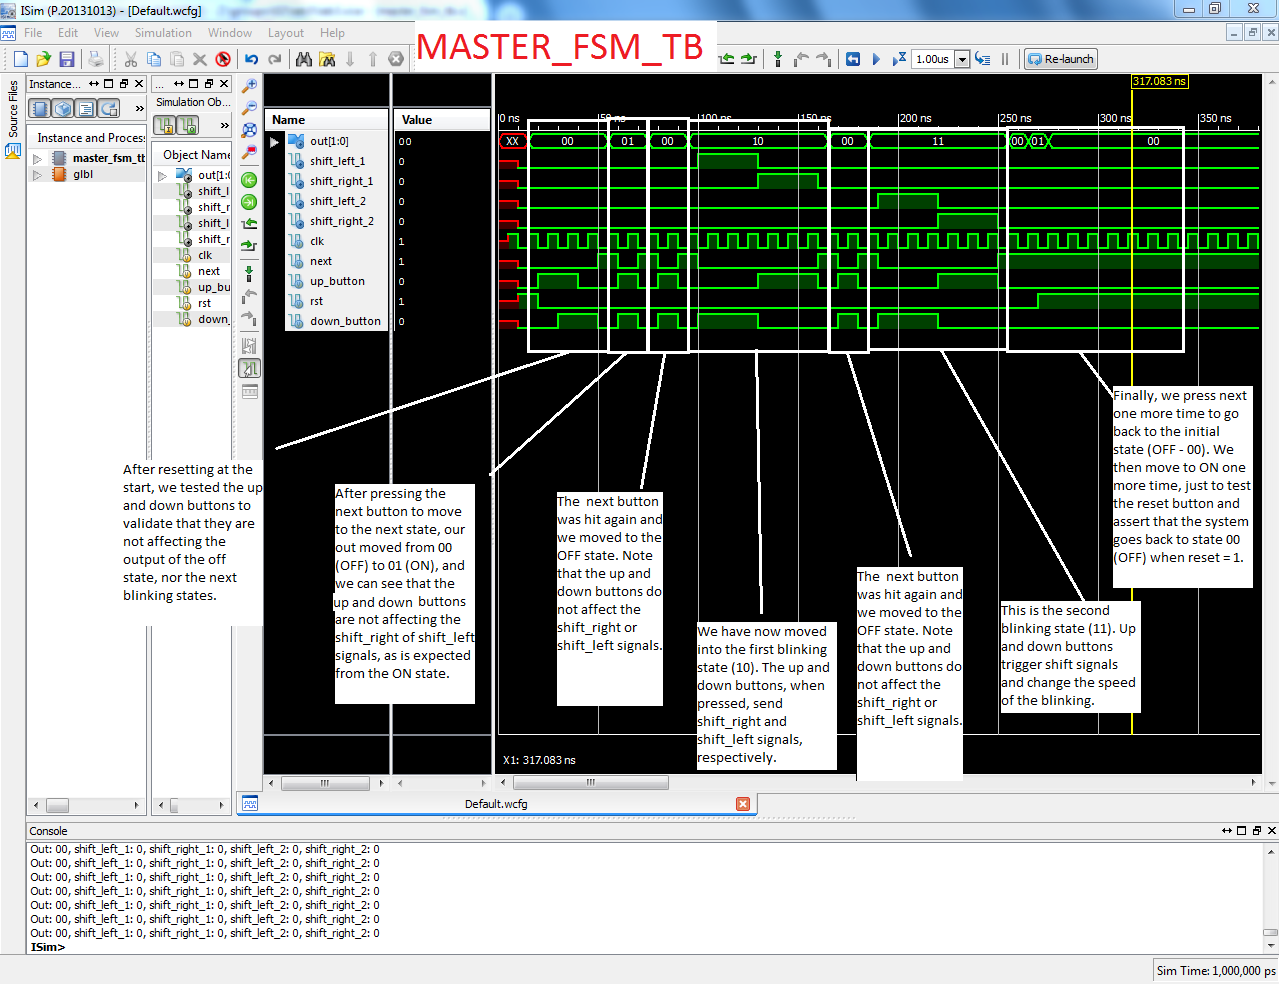 ISim (P.20131013) - [Default.wcfg]
File Edit View Simulation Window Layout Help
MASTER_FSM_TB
1.00us
Re-launch
Source Files
Instance...
...
Simulation Ob...
Instance and Process
master_fsm_tb
glbl
Object Name
out[1:0
shift_l
shift_r
shift_l
shift_r
clk
next
up_bu
rst
down_
Name Value
out[1:0] 00
shift_left_1 0
shift_right_1 0
shift_left_2 0
shift_right_2 0
clk 1
next 1
up_button 0
rst 1
down_button 0
317.083 ns
0 ns 50 ns 100 ns 150 ns 200 ns 250 ns 300 ns 350 ns
XX 00 01 00 10 00 11 00 01 00
After resetting at the
start, we tested the up
and down buttons to
validate that they are
not affecting the
output of the off
state, nor the next
blinking states.
After pressing the
next button to move
to the next state, our
out moved from 00
(OFF) to 01 (ON), and
we can see that the
up and down buttons
are not affecting the
shift_right of shift_left
signals, as is expected
from the ON state.
The next button
was hit again and
we moved to the
OFF state. Note
that the up and
down buttons do
not affect the
shift_right or
shift_left signals.
We have now moved
into the first blinking
state (10). The up and
down buttons, when
pressed, send
shift_right and
shift_left signals,
respectively.
The next button
was hit again and
we moved to the
OFF state. Note
that the up and
down buttons do
not affect the
shift_right or
shift_left signals.
This is the second
blinking state (11). Up
and down buttons
trigger shift signals
and change the speed
of the blinking.
Finally, we press next
one more time to go
back to the initial
state (OFF - 00). We
then move to ON one
more time, just to test
the reset button and
assert that the system
goes back to state 00
(OFF) when reset = 1.
X1: 317.083 ns
Default.wcfg
Console
Out: 00, shift_left_1: 0, shift_right_1: 0, shift_left_2: 0, shift_right_2: 0
Out: 00, shift_left_1: 0, shift_right_1: 0, shift_left_2: 0, shift_right_2: 0
Out: 00, shift_left_1: 0, shift_right_1: 0, shift_left_2: 0, shift_right_2: 0
Out: 00, shift_left_1: 0, shift_right_1: 0, shift_left_2: 0, shift_right_2: 0
Out: 00, shift_left_1: 0, shift_right_1: 0, shift_left_2: 0, shift_right_2: 0
Out: 00, shift_left_1: 0, shift_right_1: 0, shift_left_2: 0, shift_right_2: 0
Out: 00, shift_left_1: 0, shift_right_1: 0, shift_left_2: 0, shift_right_2: 0
ISim>
Sim Time: 1,000,000 ps